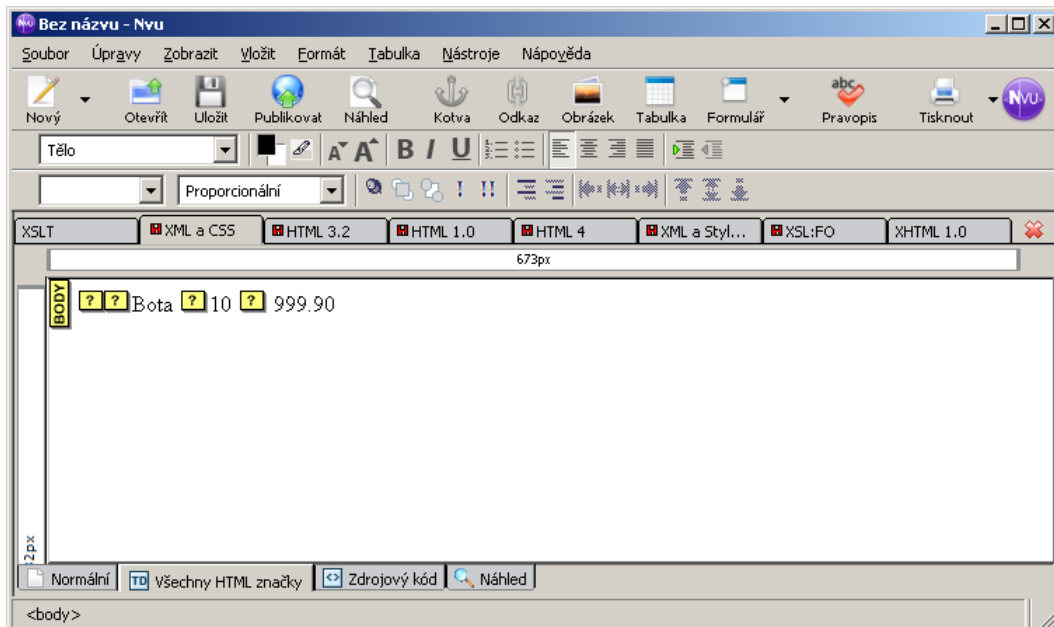 Bez názvu - Nvu
Soubor Úpravy Zobrazit Vložit Formát Tabulka Nástroje Nápověda
Nový Otevřít Uložit Publikovat Náhled Kotva Odkaz Obrázek Tabulka Formulář Pravopis Tisknout NVU
Tělo
Proporcionální
XSLT XML a CSS HTML 3.2 HTML 1.0 HTML 4 XML a Styl... XSL:FO XHTML 1.0
673px
BODY ? ? Bota ? 10 ? 999.90
2px
Normální TD Všechny HTML značky Zdrojový kód Náhled
<body>